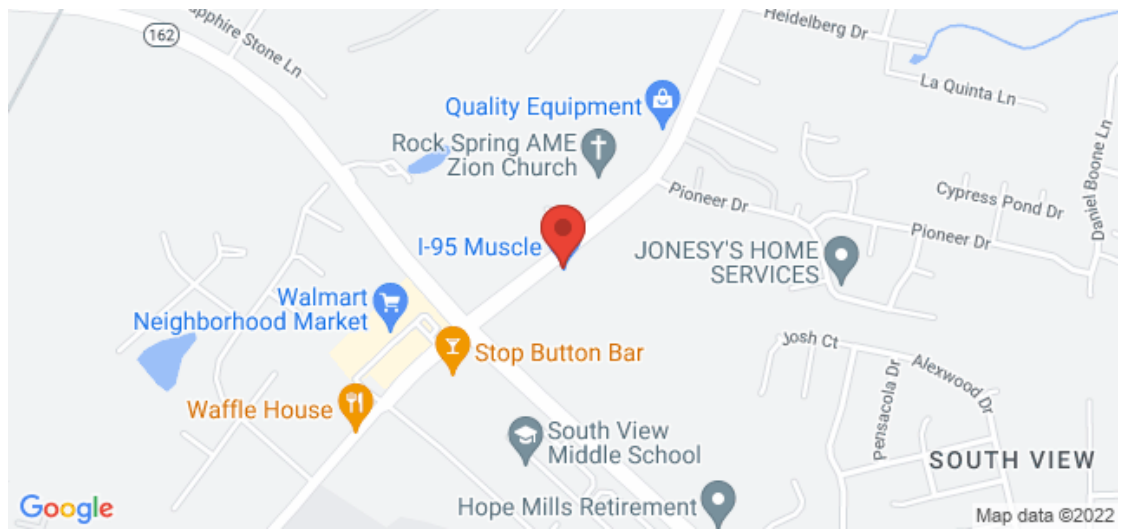 162
Sapphire Stone Ln
Heidelberg Dr
La Quinta Ln
Quality Equipment
Rock Spring AME
Zion Church
Pioneer Dr
Cypress Pond Dr
Daniel Boone Ln
Pioneer Dr
I-95 Muscle
JONESY'S HOME
SERVICES
Walmart
Neighborhood Market
Stop Button Bar
Josh Ct
Alexwood Dr
Pensacola Dr
Waffle House
South View
Middle School
SOUTH VIEW
Hope Mills Retirement
Google
Map data ©2022